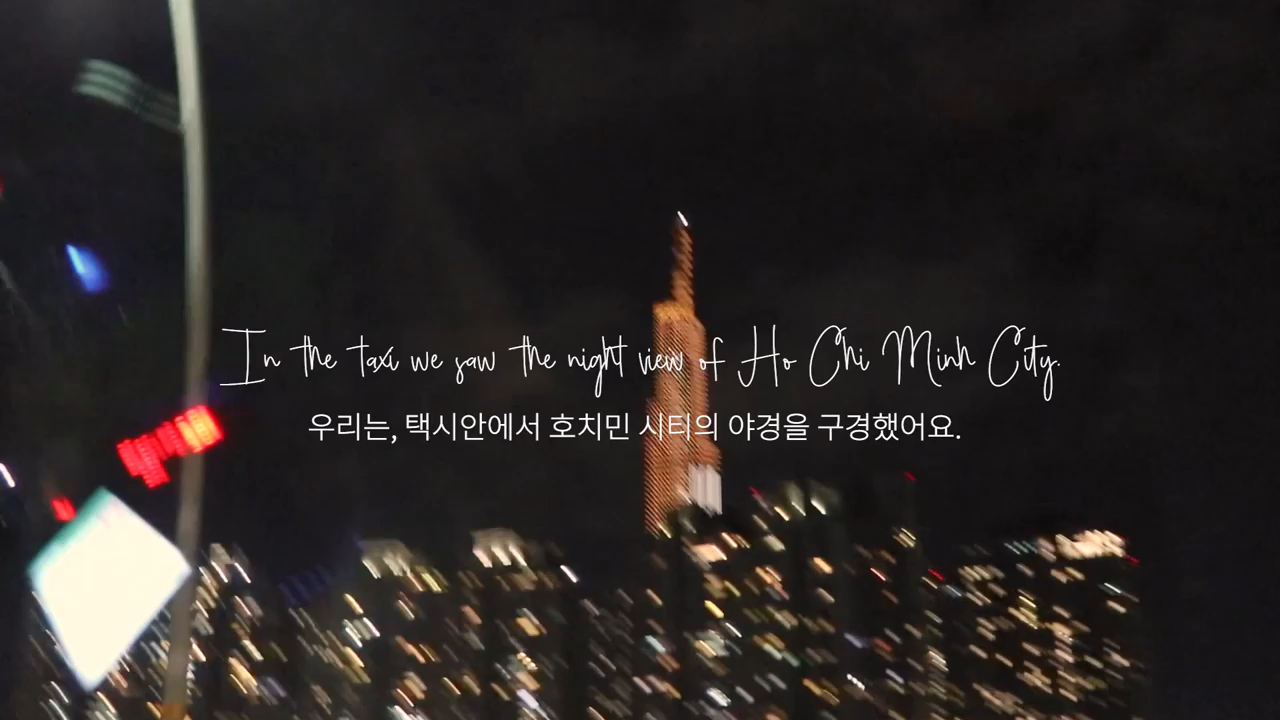 In the taxi we saw the night view of Ho Chi Minh City.
우리는, 택시안에서 호치민 시티의 야경을 구경했어요.